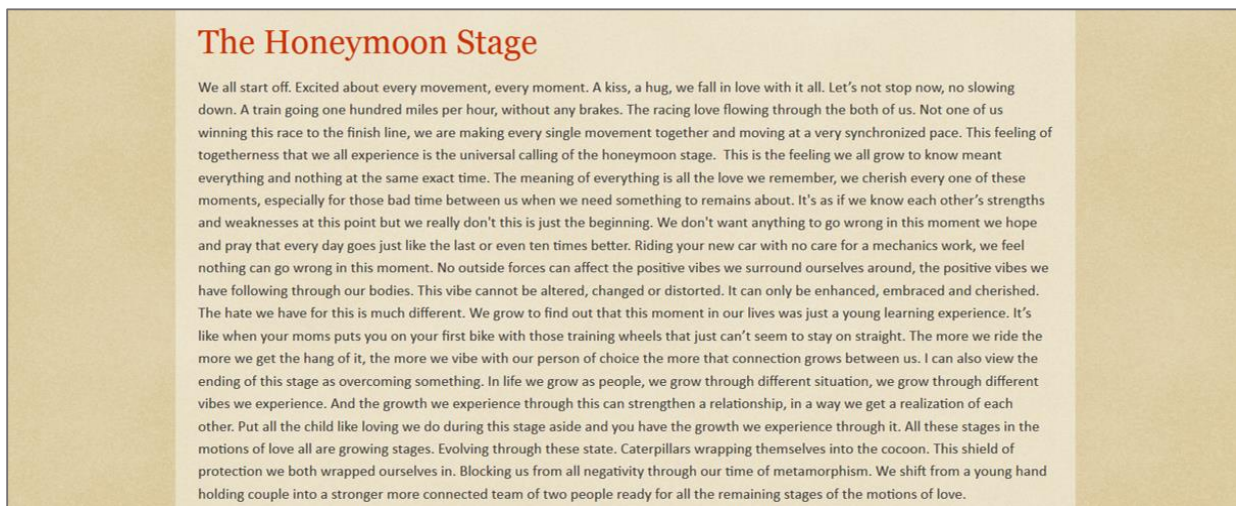 The Honeymoon Stage
We all start off. Excited about every movement, every moment. A kiss, a hug, we fall in love with it all. Let’s not stop now, no slowing
down. A train going one hundred miles per hour, without any brakes. The racing love flowing through the both of us. Not one of us
winning this race to the finish line, we are making every single movement together and moving at a very synchronized pace. This feeling of
togetherness that we all experience is the universal calling of the honeymoon stage.  This is the feeling we all grow to know meant
everything and nothing at the same exact time. The meaning of everything is all the love we remember, we cherish every one of these
moments, especially for those bad time between us when we need something to remains about. It's as if we know each other’s strengths
and weaknesses at this point but we really don't this is just the beginning. We don't want anything to go wrong in this moment we hope
and pray that every day goes just like the last or even ten times better. Riding your new car with no care for a mechanics work, we feel
nothing can go wrong in this moment. No outside forces can affect the positive vibes we surround ourselves around, the positive vibes we
have following through our bodies. This vibe cannot be altered, changed or distorted. It can only be enhanced, embraced and cherished.
The hate we have for this is much different. We grow to find out that this moment in our lives was just a young learning experience. It’s
like when your moms puts you on your first bike with those training wheels that just can’t seem to stay on straight. The more we ride the
more we get the hang of it, the more we vibe with our person of choice the more that connection grows between us. I can also view the
ending of this stage as overcoming something. In life we grow as people, we grow through different situation, we grow through different
vibes we experience. And the growth we experience through this can strengthen a relationship, in a way we get a realization of each
other. Put all the child like loving we do during this stage aside and you have the growth we experience through it. All these stages in the
motions of love all are growing stages. Evolving through these state. Caterpillars wrapping themselves into the cocoon. This shield of
protection we both wrapped ourselves in. Blocking us from all negativity through our time of metamorphism. We shift from a young hand
holding couple into a stronger more connected team of two people ready for all the remaining stages of the motions of love.